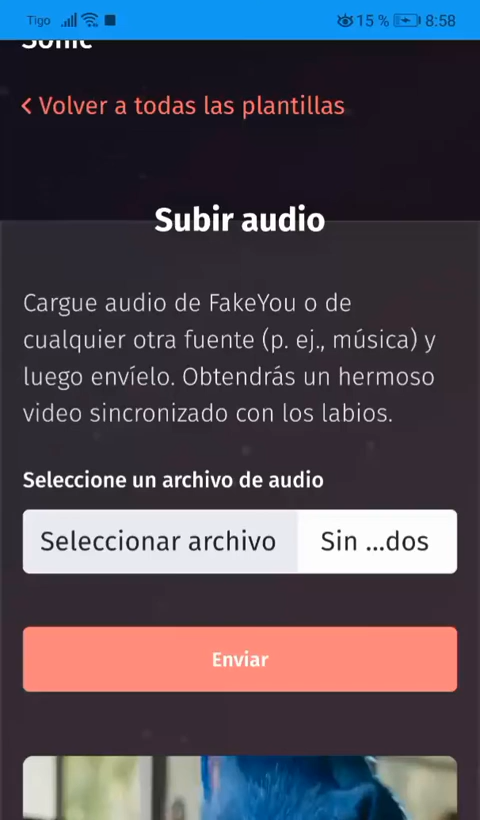 Tigo 15 % 8:58
Sonic
Volver a todas las plantillas
Subir audio
Cargue audio de FakeYou o de
cualquier otra fuente (p. ej., música) y
luego envíelo. Obtendrás un hermoso
video sincronizado con los labios.
Seleccione un archivo de audio
Seleccionar archivo Sin ...dos
Enviar